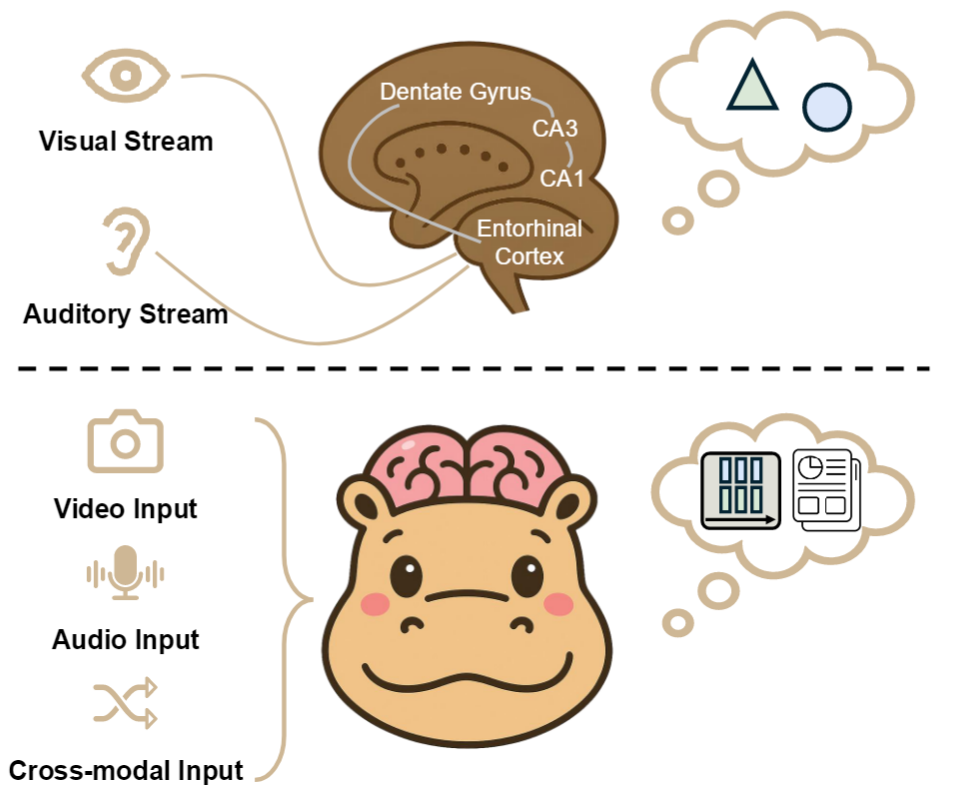 Visual Stream
Auditory Stream
Dentate Gyrus
CA3
CA1
Entorhinal
Cortex
Video Input
Audio Input
Cross-modal Input